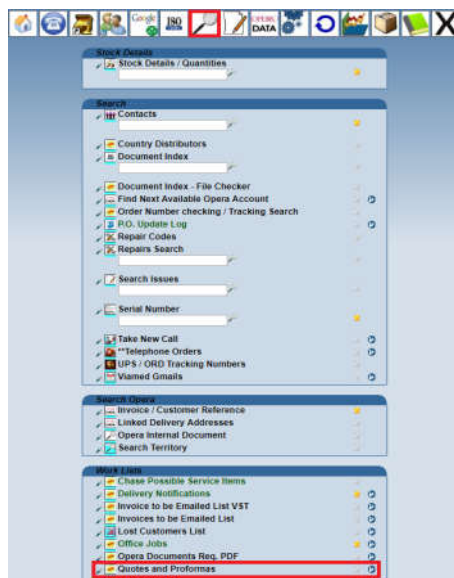 Google
ISO
OPERA
DATA
Stock Details
Stock Details / Quantities
Search
Contacts
Country Distributors
Document Index
Document Index - File Checker
Find Next Available Opera Account
Order Number checking / Tracking Search
P.O. Update Log
Repair Codes
Repairs Search
Search Issues
Serial Number
Take New Call
**Telephone Orders
UPS / ORD Tracking Numbers
Viamed Gmails
Search Opera
Invoice / Customer Reference
Linked Delivery Addresses
Opera Internal Document
Search Territory
Work Lists
Chase Possible Service Items
Delivery Notifications
Invoice to be Emailed List VST
Invoices to be Emailed List
Lost Customers List
Office Jobs
Opera Documents Req. PDF
Quotes and Proformas